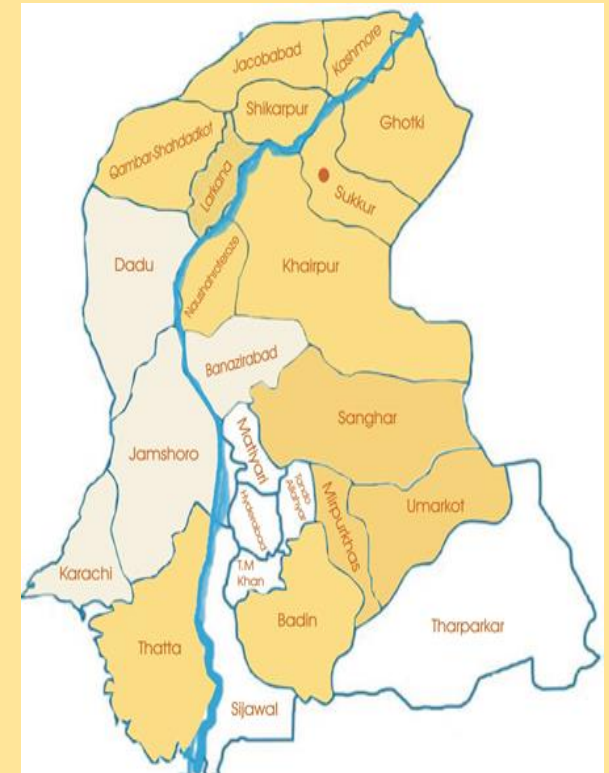 Jacobabad
Kashmore
Shikarpur
Ghotki
Qambar-Shahdadkot
Larkana
Sukkur
Dadu
Naushahroferoze
Khairpur
Banazirabad
Sanghar
Jamshoro
Matiyari
Tando
Allahyar
Mirpurkhas
Umarkot
Hyderabad
Karachi
T.M
Khan
Badin
Tharparkar
Thatta
Sijawal